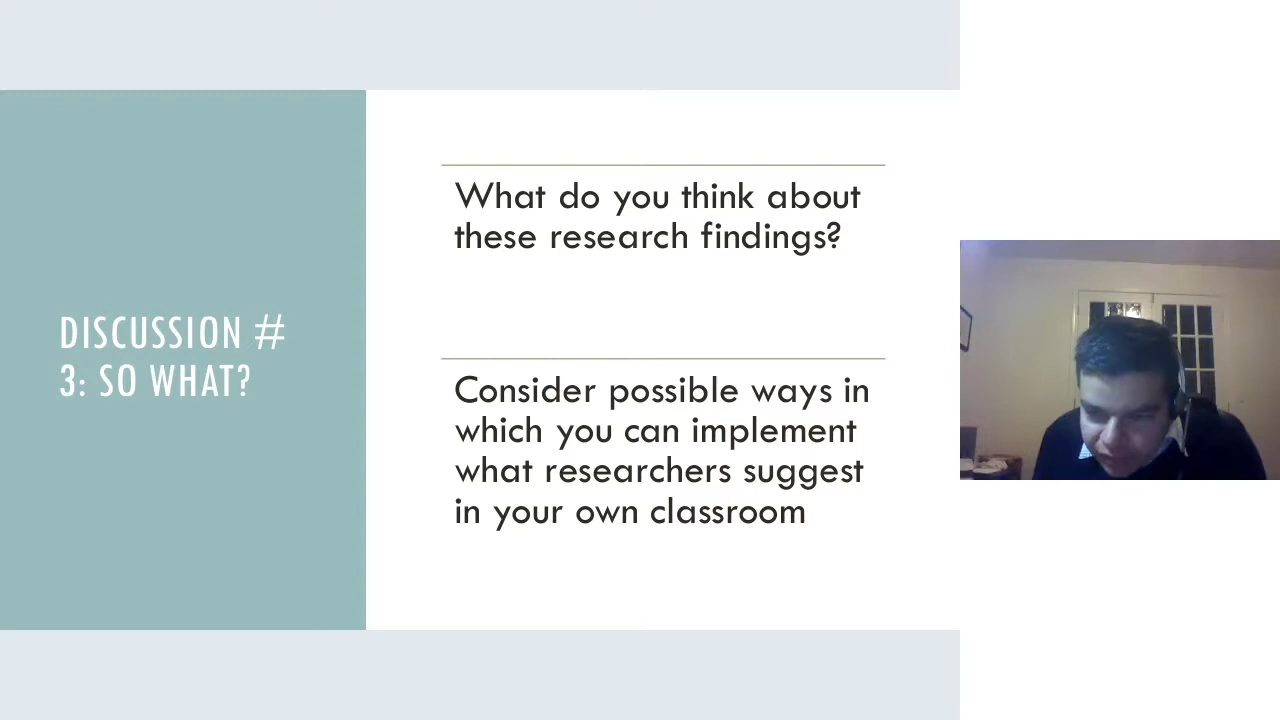 DISCUSSION #
3: SO WHAT?
What do you think about
these research findings?
Consider possible ways in
which you can implement
what researchers suggest
in your own classroom